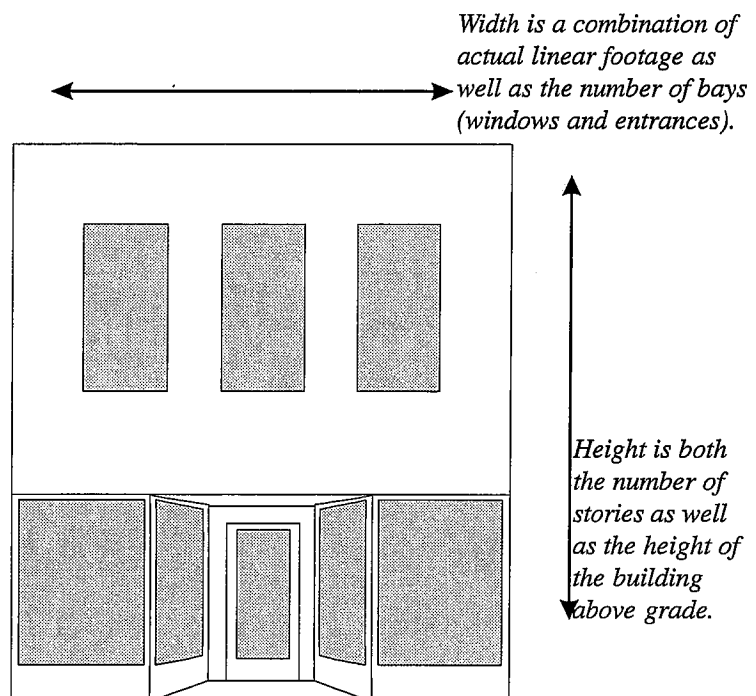 Width is a combination of
actual linear footage as
well as the number of bays
(windows and entrances).
Height is both
the number of
stories as well
as the height of
the building
above grade.